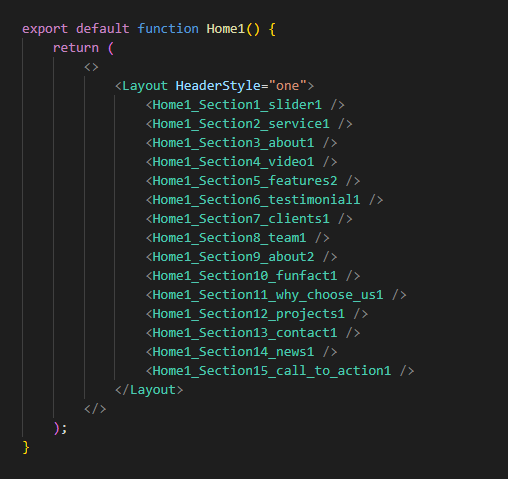 export default function Home1() {
return (
<>
<Layout HeaderStyle="one">
<Home1_Section1_slider1 />
<Home1_Section2_service1 />
<Home1_Section3_about1 />
<Home1_Section4_video1 />
<Home1_Section5_features2 />
<Home1_Section6_testimonial1 />
<Home1_Section7_clients1 />
<Home1_Section8_team1 />
<Home1_Section9_about2 />
<Home1_Section10_funfact1 />
<Home1_Section11_why_choose_us1 />
<Home1_Section12_projects1 />
<Home1_Section13_contact1 />
<Home1_Section14_news1 />
<Home1_Section15_call_to_action1 />
</Layout>
</>
);
}